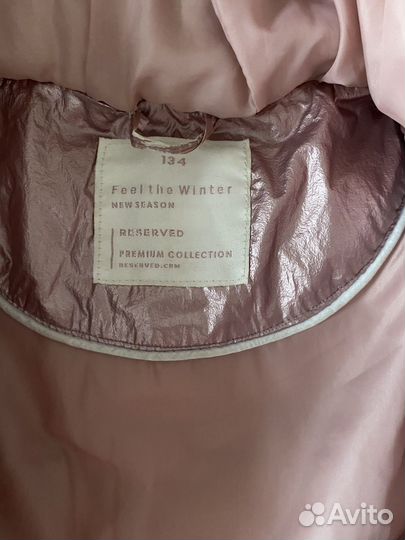 134
Feel the Winter
NEW SEASON
RESERVED
PREMIUM COLLECTION
RESERVED.COM
Avito